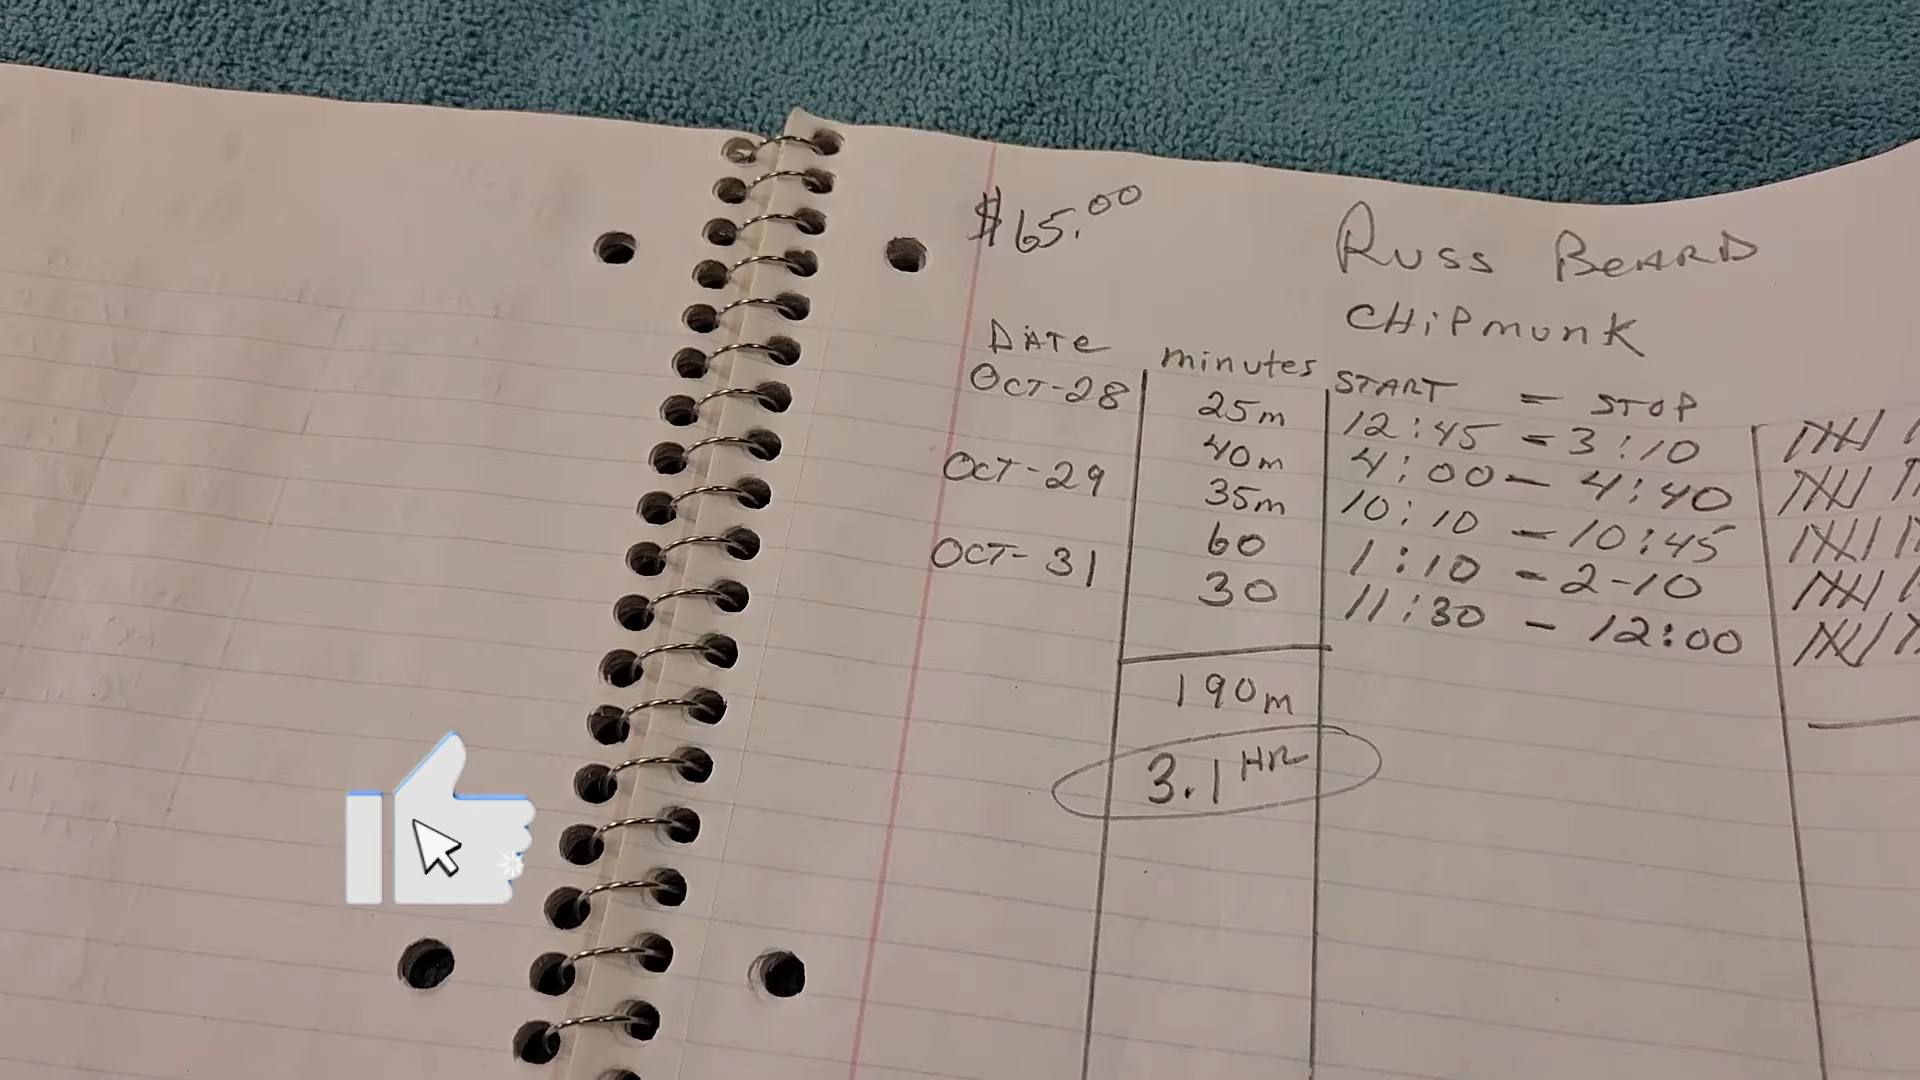 $65.00
Russ Beard
Chipmunk
Date minutes Start = Stop
Oct-28 25m 12:45 = 3:10
40m 4:00 - 4:40
Oct-29 35m 10:10 - 10:45
60 1:10 - 2-10
Oct-31 30 11:30 - 12:00
190m
3.1 HR